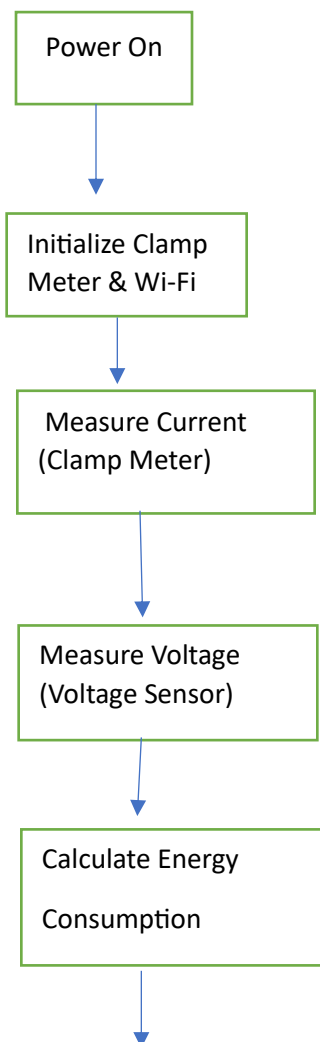 Power On
Initialize Clamp
Meter & Wi-Fi
Measure Current
(Clamp Meter)
Measure Voltage
(Voltage Sensor)
Calculate Energy
Consumption